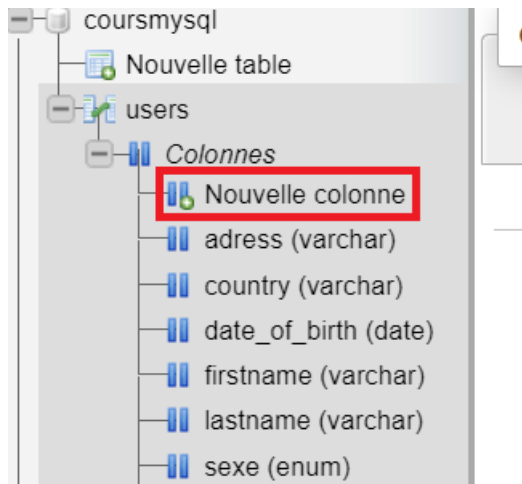 coursmysql
Nouvelle table
users
Colonnes
Nouvelle colonne
adress (varchar)
country (varchar)
date_of_birth (date)
firstname (varchar)
lastname (varchar)
sexe (enum)